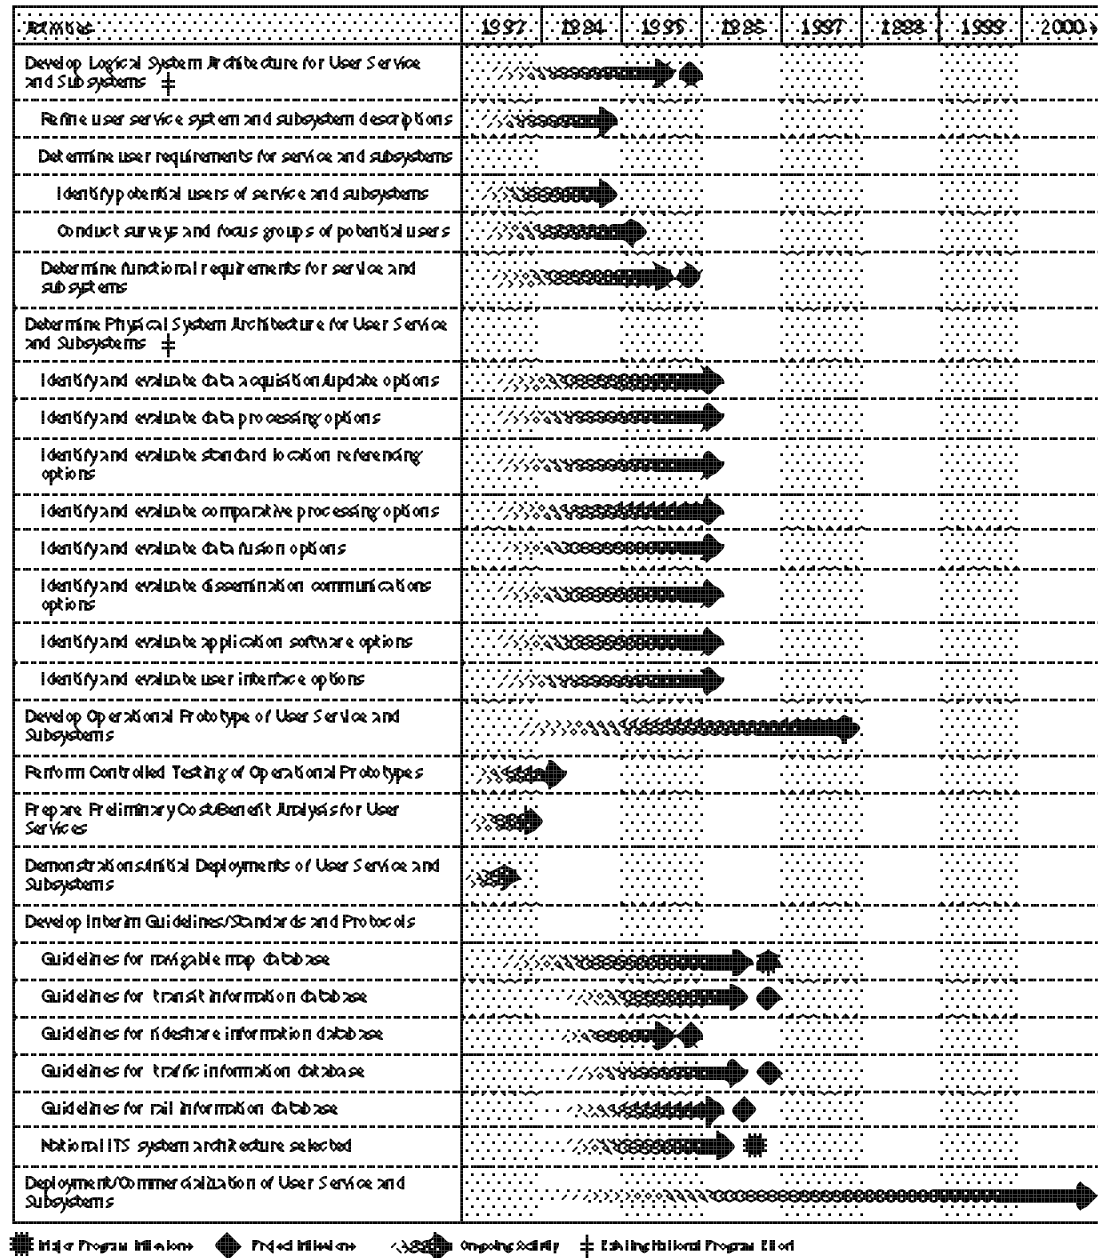 Activities 1993 1994 1995 1996 1997 1998 1999 2000+
Develop Logical System Architecture for User Service
and Subsystems ‡
Refine user service system and subsystem descriptions
Determine user requirements for service and subsystems
Identify potential users of service and subsystems
Conduct surveys and focus groups of potential users
Determine functional requirements for service and
subsystems
Determine Physical System Architecture for User Service
and Subsystems ‡
Identify and evaluate data acquisition/update options
Identify and evaluate data processing options
Identify and evaluate standard location referencing
options
Identify and evaluate comparative processing options
Identify and evaluate data fusion options
Identify and evaluate dissemination communications
options
Identify and evaluate application software options
Identify and evaluate user interface options
Develop Operational Prototype of User Service and
Subsystems
Perform Controlled Testing of Operational Prototypes
Prepare Preliminary Cost/Benefit Analysis for User
Services
Demonstrations/Initial Deployments of User Service and
Subsystems
Develop Interim Guidelines/Standards and Protocols
Guidelines for navigable map database
Guidelines for transit information database
Guidelines for rideshare information database
Guidelines for traffic information database
Guidelines for rail information database
National ITS system architecture selected
Deployment/Commercialization of User Service and
Subsystems
Major Program Milestone Project Milestone Ongoing Activity ‡ Existing National Program Effort